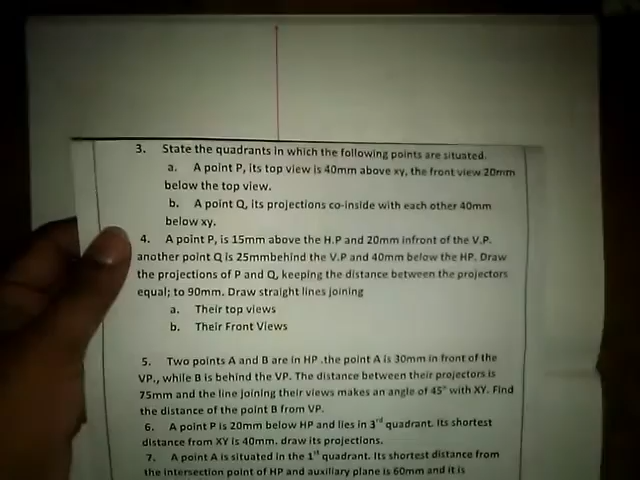 3. State the quadrants in which the following points are situated.
a. A point P, its top view is 40mm above xy, the front view 20mm
below the top view.
b. A point Q, its projections co-inside with each other 40mm
below xy.
4. A point P, is 15mm above the H.P and 20mm infront of the V.P.
another point Q is 25mmbehind the V.P and 40mm below the HP. Draw
the projections of P and Q, keeping the distance between the projectors
equal; to 90mm. Draw straight lines joining
a. Their top views
b. Their Front Views
5. Two points A and B are in HP .the point A is 30mm in front of the
VP., while B is behind the VP. The distance between their projectors is
75mm and the line joining their views makes an angle of 45° with XY. Find
the distance of the point B from VP.
6. A point P is 20mm below HP and lies in 3rd quadrant. Its shortest
distance from XY is 40mm. draw its projections.
7. A point A is situated in the 1st quadrant. Its shortest distance from
the intersection point of HP and auxiliary plane is 60mm and it is